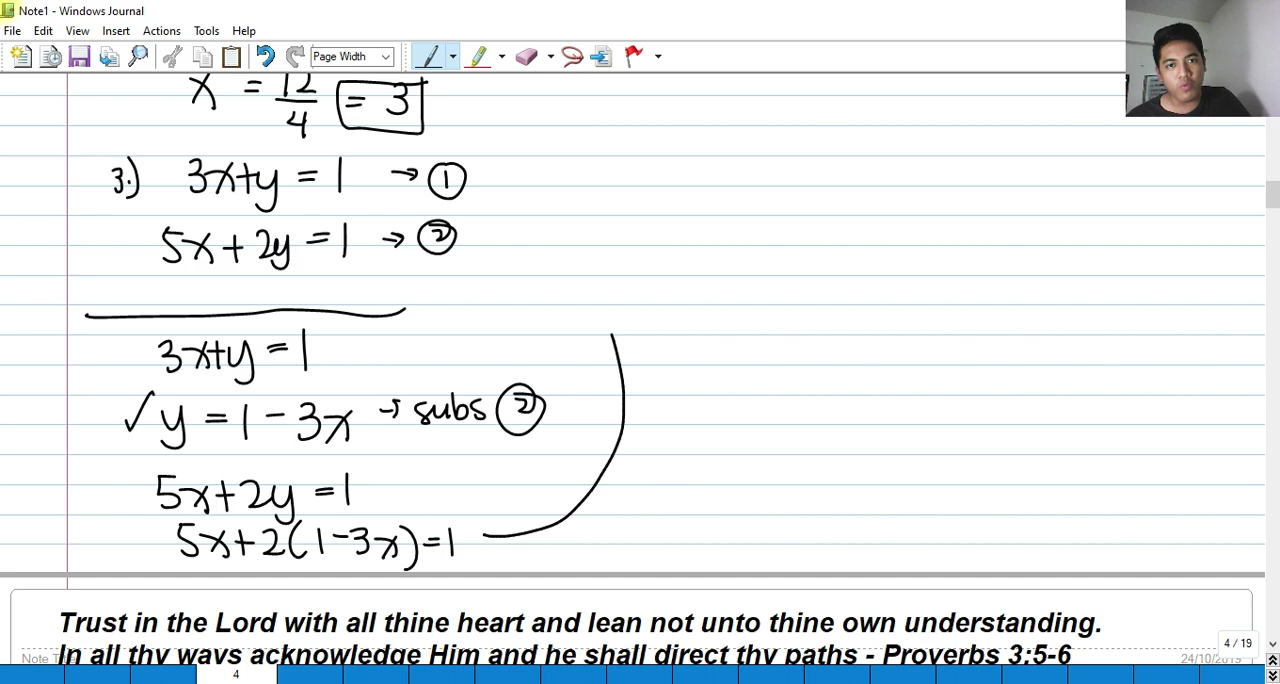 Note1 - Windows Journal
File Edit View Insert Actions Tools Help
Page Width
x = 12/4 = 3
3.) 3x+y = 1 → ①
5x + 2y = 1 → ②
3x+y = 1
✓ y = 1 - 3x → subs ②
5x + 2y = 1
5x + 2(1-3x) = 1
Trust in the Lord with all thine heart and lean not unto thine own understanding.
In all thy ways acknowledge Him and he shall direct thy paths - Proverbs 3:5-6
4 / 19
4